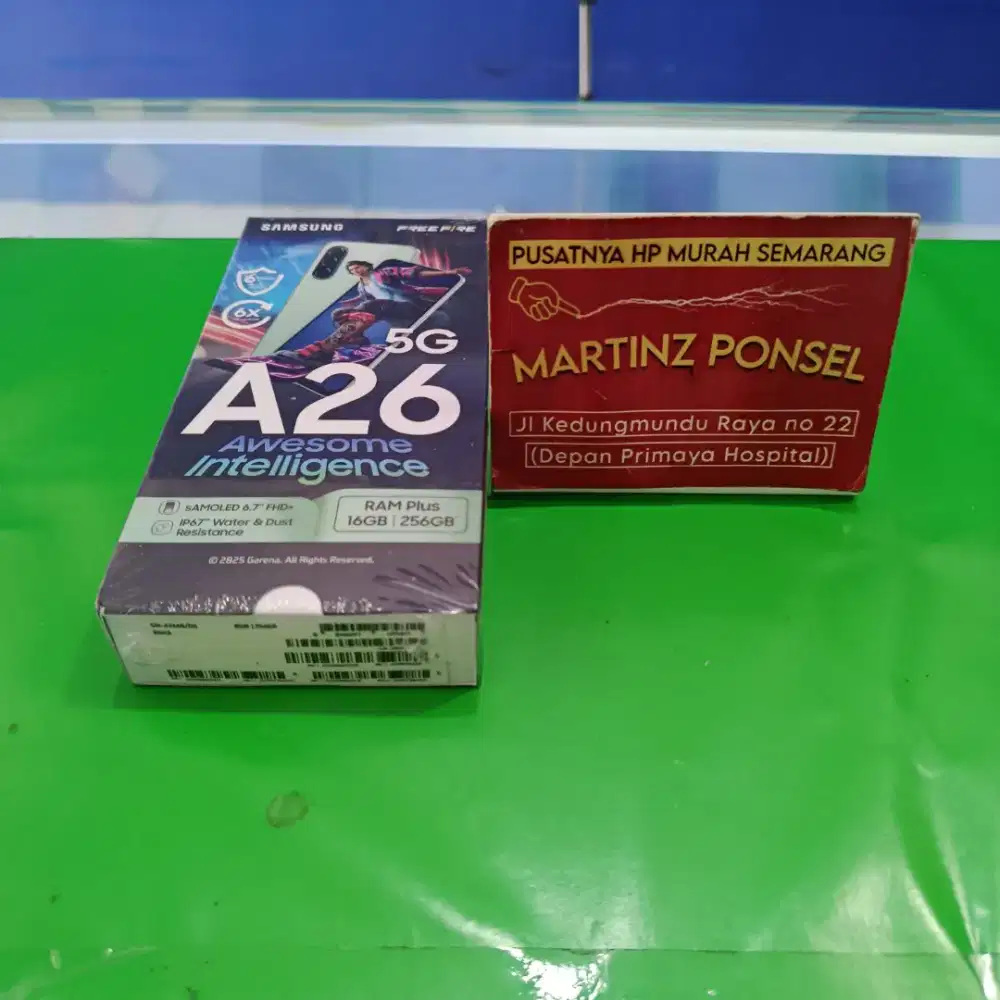 SAMSUNG
FREE FIRE
6
6X
5G
A26
Awesome
Intelligence
sAMOLED 6.7" FHD+
IP67" Water & Dust
Resistance
RAM Plus
16GB | 256GB
© 2025 Garena. All Rights Reserved.
PUSATNYA HP MURAH SEMARANG
MARTINZ PONSEL
Jl Kedungmundu Raya no 22
(Depan Primaya Hospital)